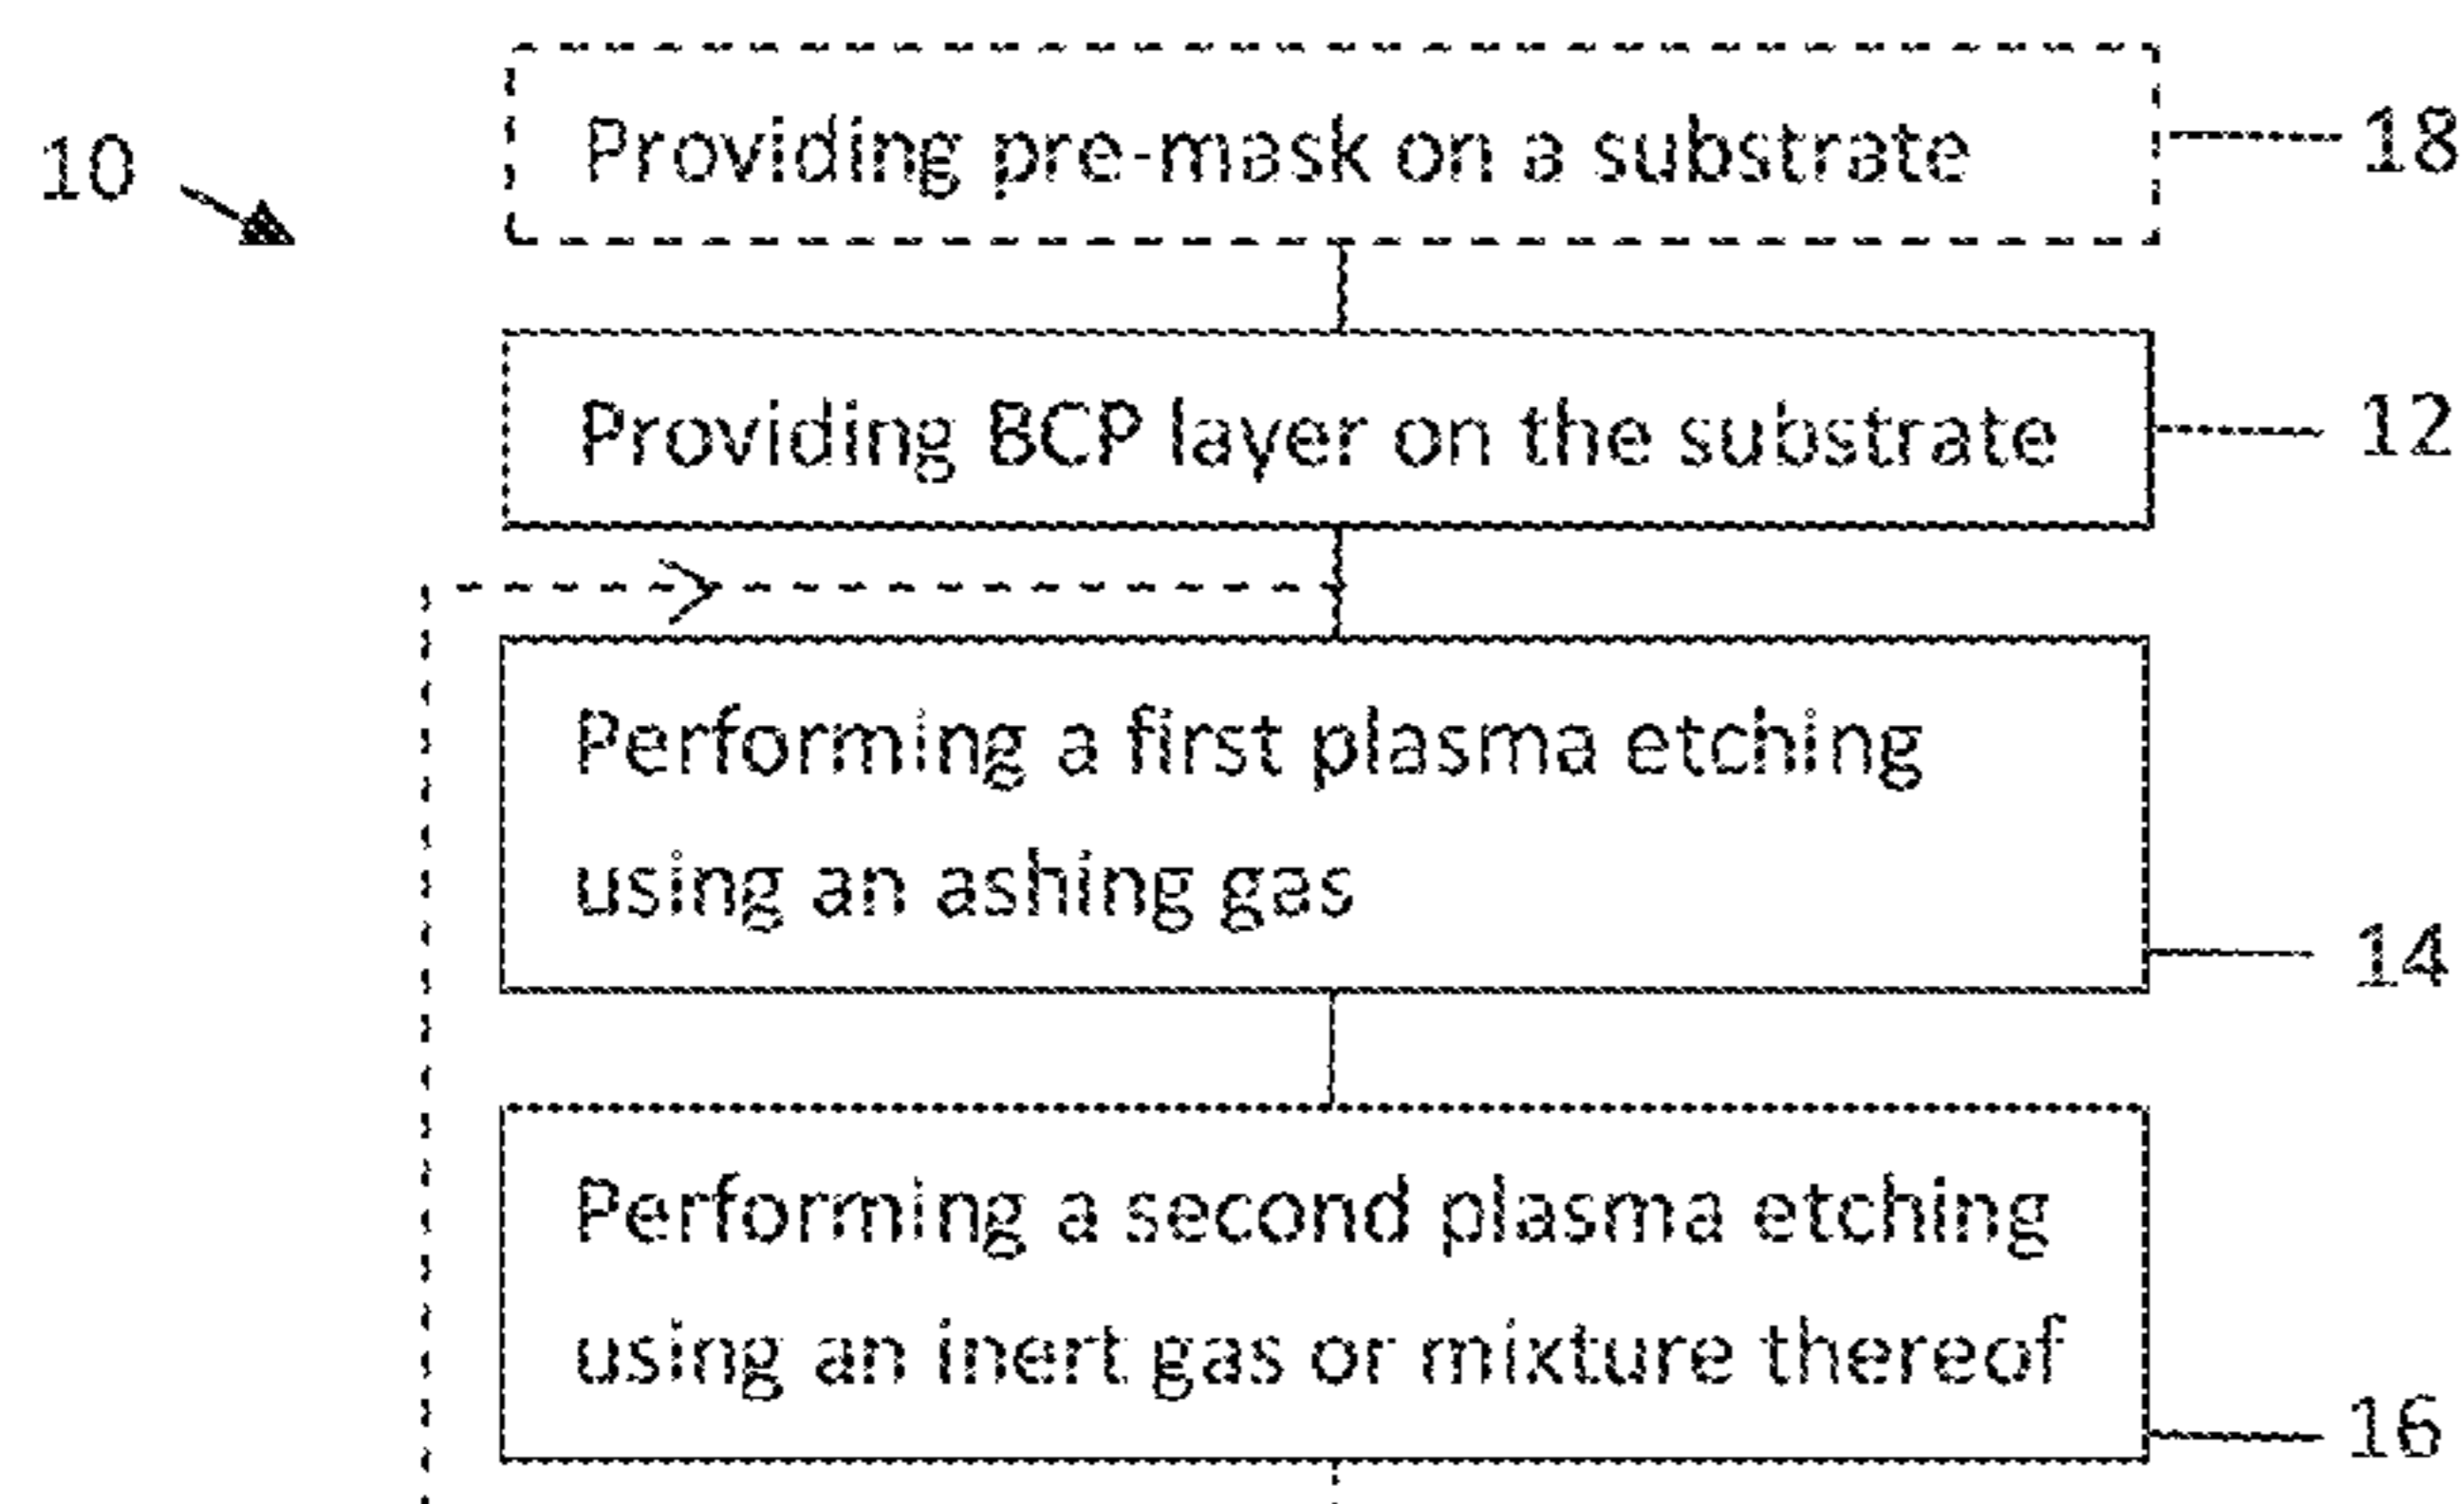 10
Providing pre-mask on a substrate
18
Providing BCP layer on the substrate
12
Performing a first plasma etching
using an ashing gas
14
Performing a second plasma etching
using an inert gas or mixture thereof
16